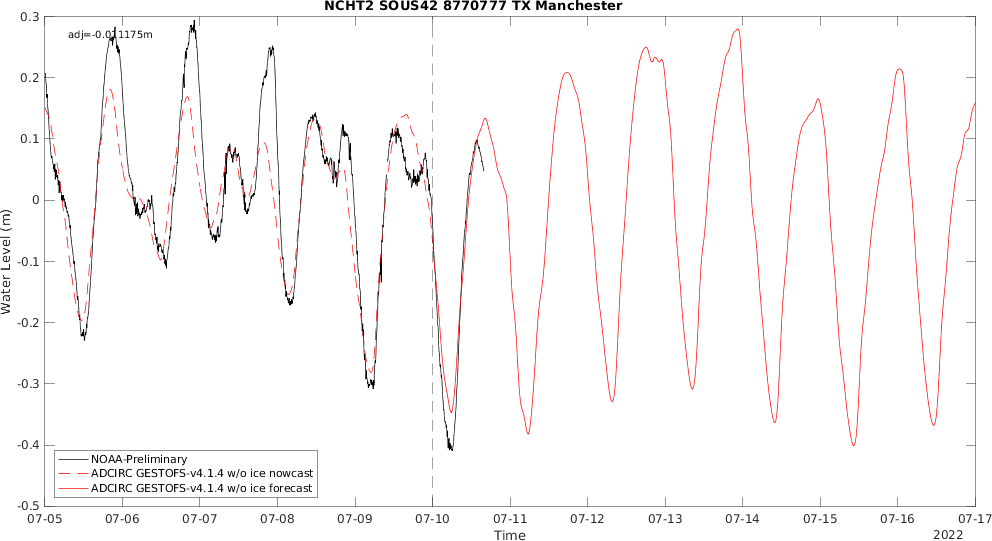 NCHT2 SOUS42 8770777 TX Manchester
adj=-0.011175m
0.3
0.2
0.1
0
-0.1
-0.2
-0.3
-0.4
-0.5
Water Level (m)
NOAA-Preliminary
ADCIRC GESTOFS-v4.1.4 w/o ice nowcast
ADCIRC GESTOFS-v4.1.4 w/o ice forecast
07-05 07-06 07-07 07-08 07-09 07-10 07-11 07-12 07-13 07-14 07-15 07-16 07-17
Time
2022